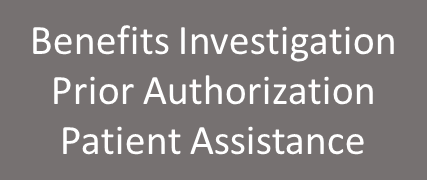 Benefits Investigation
Prior Authorization
Patient Assistance